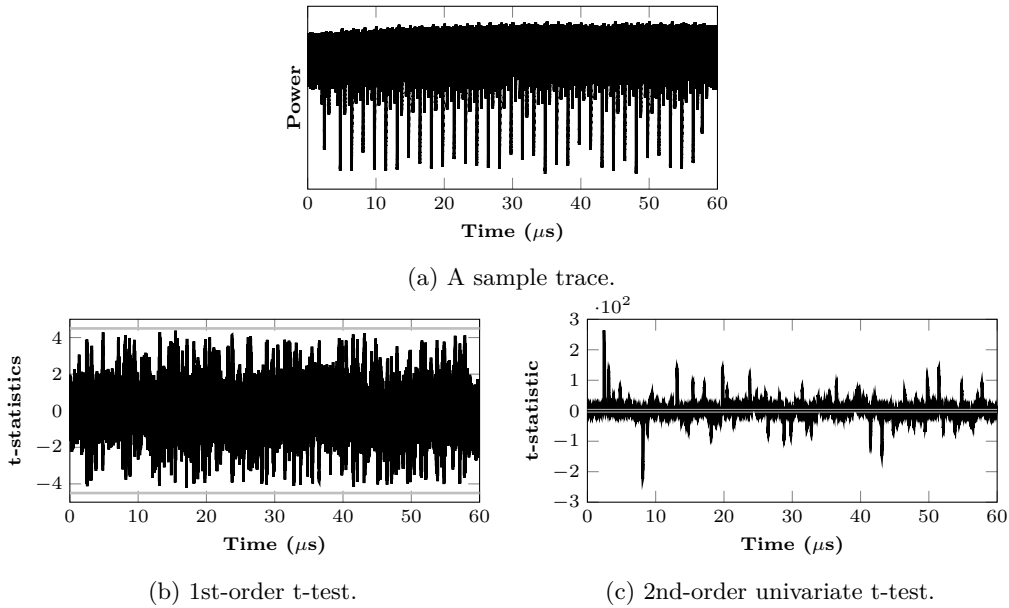 Power
0 10 20 30 40 50 60
Time (μs)
(a) A sample trace.
t-statistics
4
2
0
−2
−4
0 10 20 30 40 50 60
Time (μs)
(b) 1st-order t-test.
·10²
t-statistic
3
2
1
0
−1
−2
−3
0 10 20 30 40 50 60
Time (μs)
(c) 2nd-order univariate t-test.